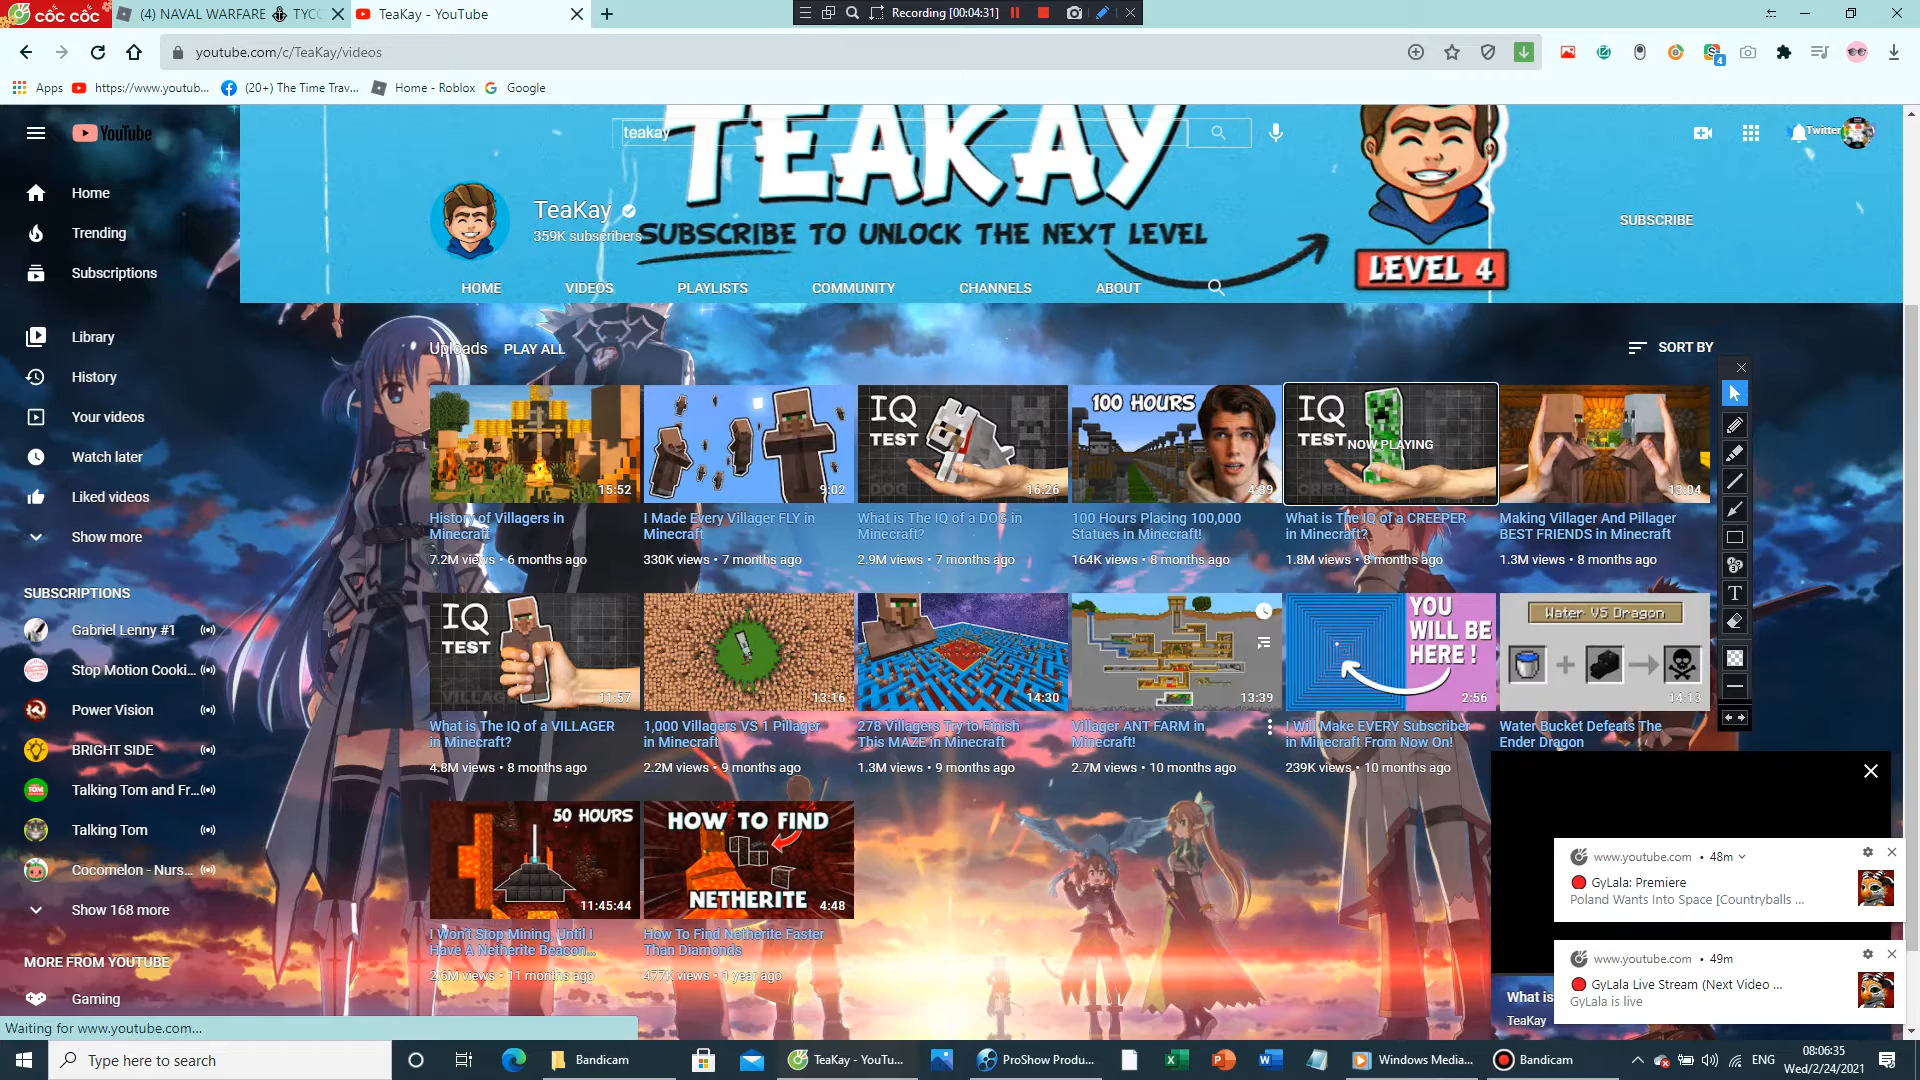 cốc cốc
(4) NAVAL WARFARE
TYCO
TeaKay - YouTube
Recording [00:04:31]
youtube.com/c/TeaKay/videos
4
Apps
https://www.youtub...
(20+) The Time Trav...
Home - Roblox
Google
YouTube
teakay
Twitter
TEAKAY
TeaKay
359K subscribers
SUBSCRIBE TO UNLOCK THE NEXT LEVEL
LEVEL 4
SUBSCRIBE
HOME VIDEOS PLAYLISTS COMMUNITY CHANNELS ABOUT
Home
Trending
Subscriptions
Library
History
Your videos
Watch later
Liked videos
Show more
SUBSCRIPTIONS
Gabriel Lenny #1
Stop Motion Cooki...
Power Vision
BRIGHT SIDE
Talking Tom and Fr...
Talking Tom
Cocomelon - Nurs...
Show 168 more
MORE FROM YOUTUBE
Gaming
Uploads PLAY ALL
SORT BY
15:52
History of Villagers in
Minecraft
7.2M views • 6 months ago
9:02
I Made Every Villager FLY in
Minecraft
330K views • 7 months ago
IQ
TEST
DOG
16:26
What is The IQ of a DOG in
Minecraft?
2.9M views • 7 months ago
100 HOURS
4:39
100 Hours Placing 100,000
Statues in Minecraft!
164K views • 8 months ago
IQ
TEST
NOW PLAYING
What is The IQ of a CREEPER
in Minecraft?
1.8M views • 8 months ago
13:04
Making Villager And Pillager
BEST FRIENDS in Minecraft
1.3M views • 8 months ago
IQ
TEST
VILLAGER
11:57
What is The IQ of a VILLAGER
in Minecraft?
4.8M views • 8 months ago
13:16
1,000 Villagers VS 1 Pillager
in Minecraft
2.2M views • 9 months ago
14:30
278 Villagers Try to Finish
This MAZE in Minecraft
1.3M views • 9 months ago
13:39
Villager ANT FARM in
Minecraft!
2.7M views • 10 months ago
YOU
WILL BE
HERE !
2:56
I Will Make EVERY Subscriber
in Minecraft From Now On!
239K views • 10 months ago
Water VS Dragon
14:13
Water Bucket Defeats The
Ender Dragon
50 HOURS
11:45:44
I Won't Stop Mining, Until I
Have A Netherite Beacon...
2.6M views • 11 months ago
HOW TO FIND
NETHERITE
4:48
How To Find Netherite Faster
Than Diamonds
477K views • 1 year ago
T
www.youtube.com • 48m
GyLala: Premiere
Poland Wants Into Space [Countryballs ...
www.youtube.com • 49m
GyLala Live Stream (Next Video ...
GyLala is live
What is
TeaKay
Waiting for www.youtube.com...
Type here to search
Bandicam
TeaKay - YouTu...
ProShow Produ...
Windows Media...
Bandicam
ENG
08:06:35
Wed/2/24/2021